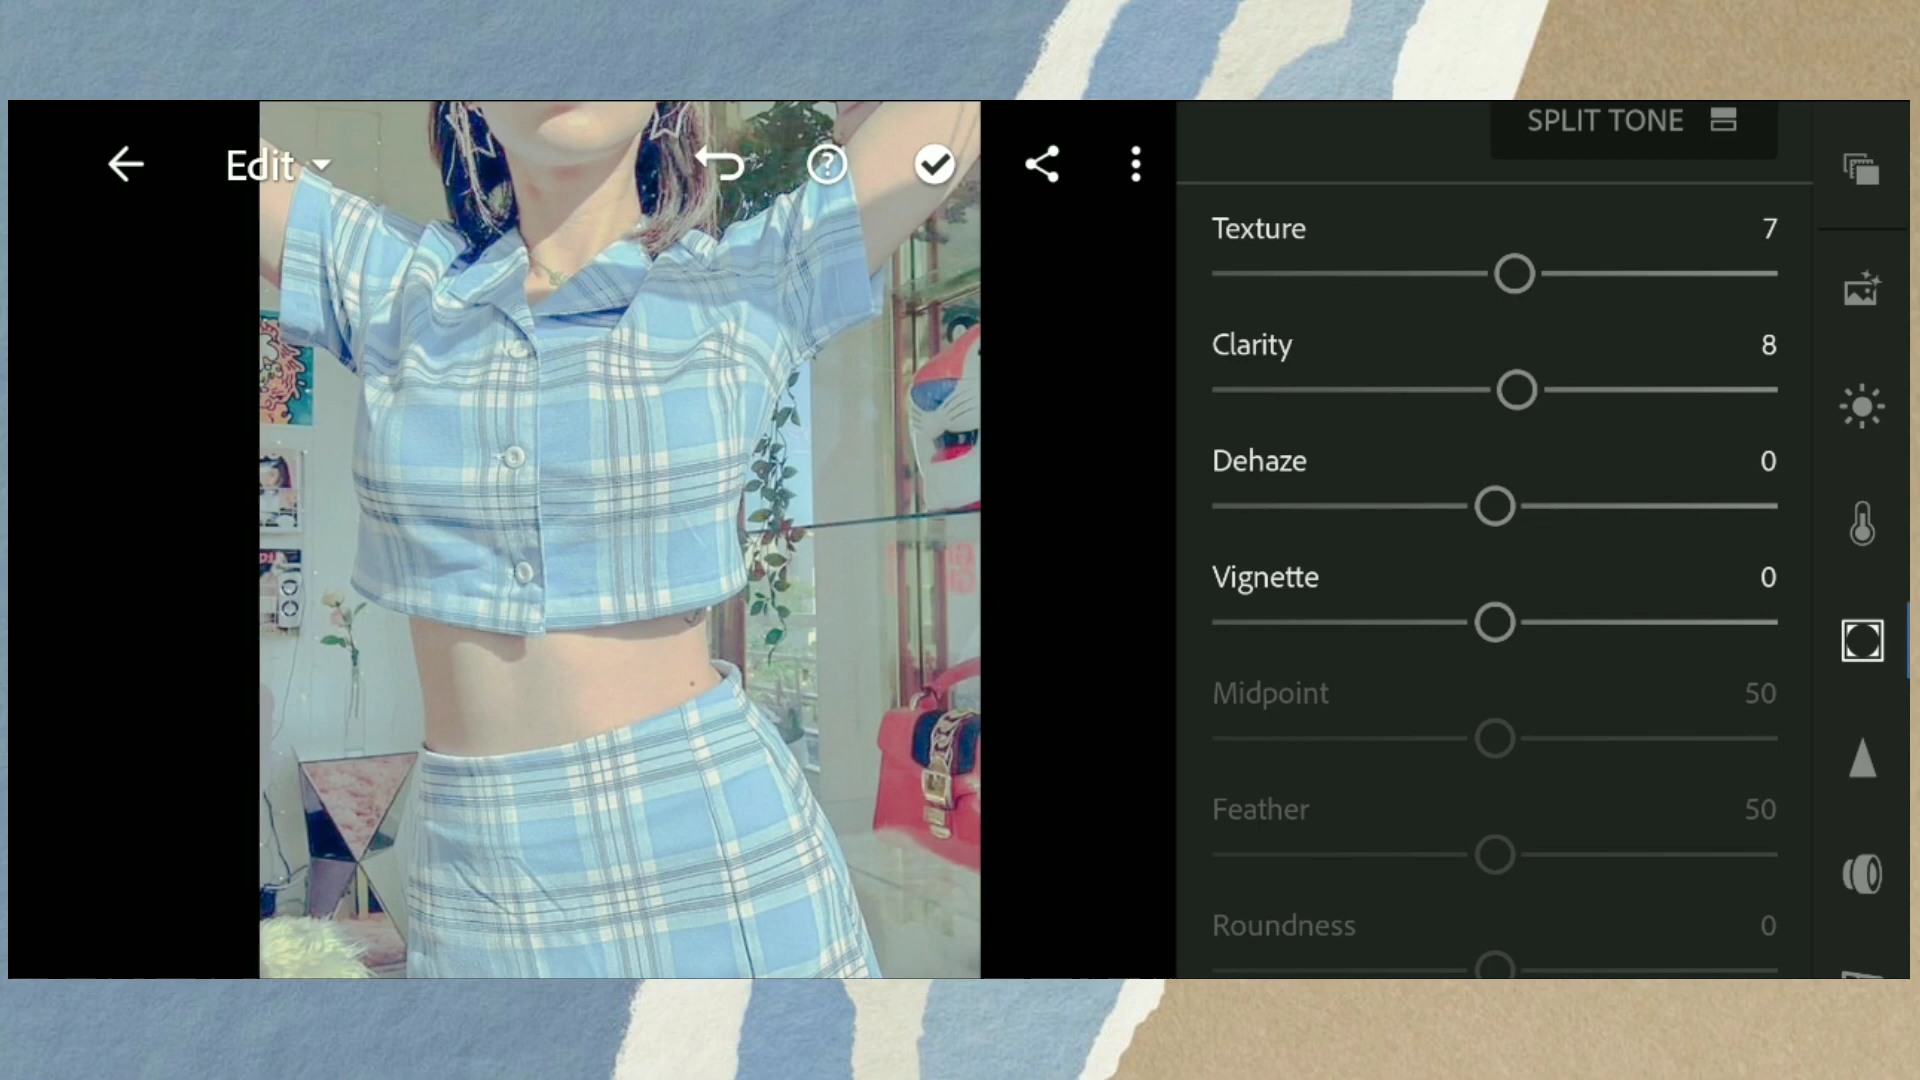 Edit
SPLIT TONE
Texture 7
Clarity 8
Dehaze 0
Vignette 0
Midpoint 50
Feather 50
Roundness 0